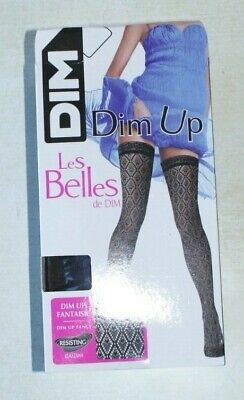 DIM
Dim Up
Les
Belles
de DIM
DIM UPS
FANTAISIE
DIM UP FANCY
RESISTING